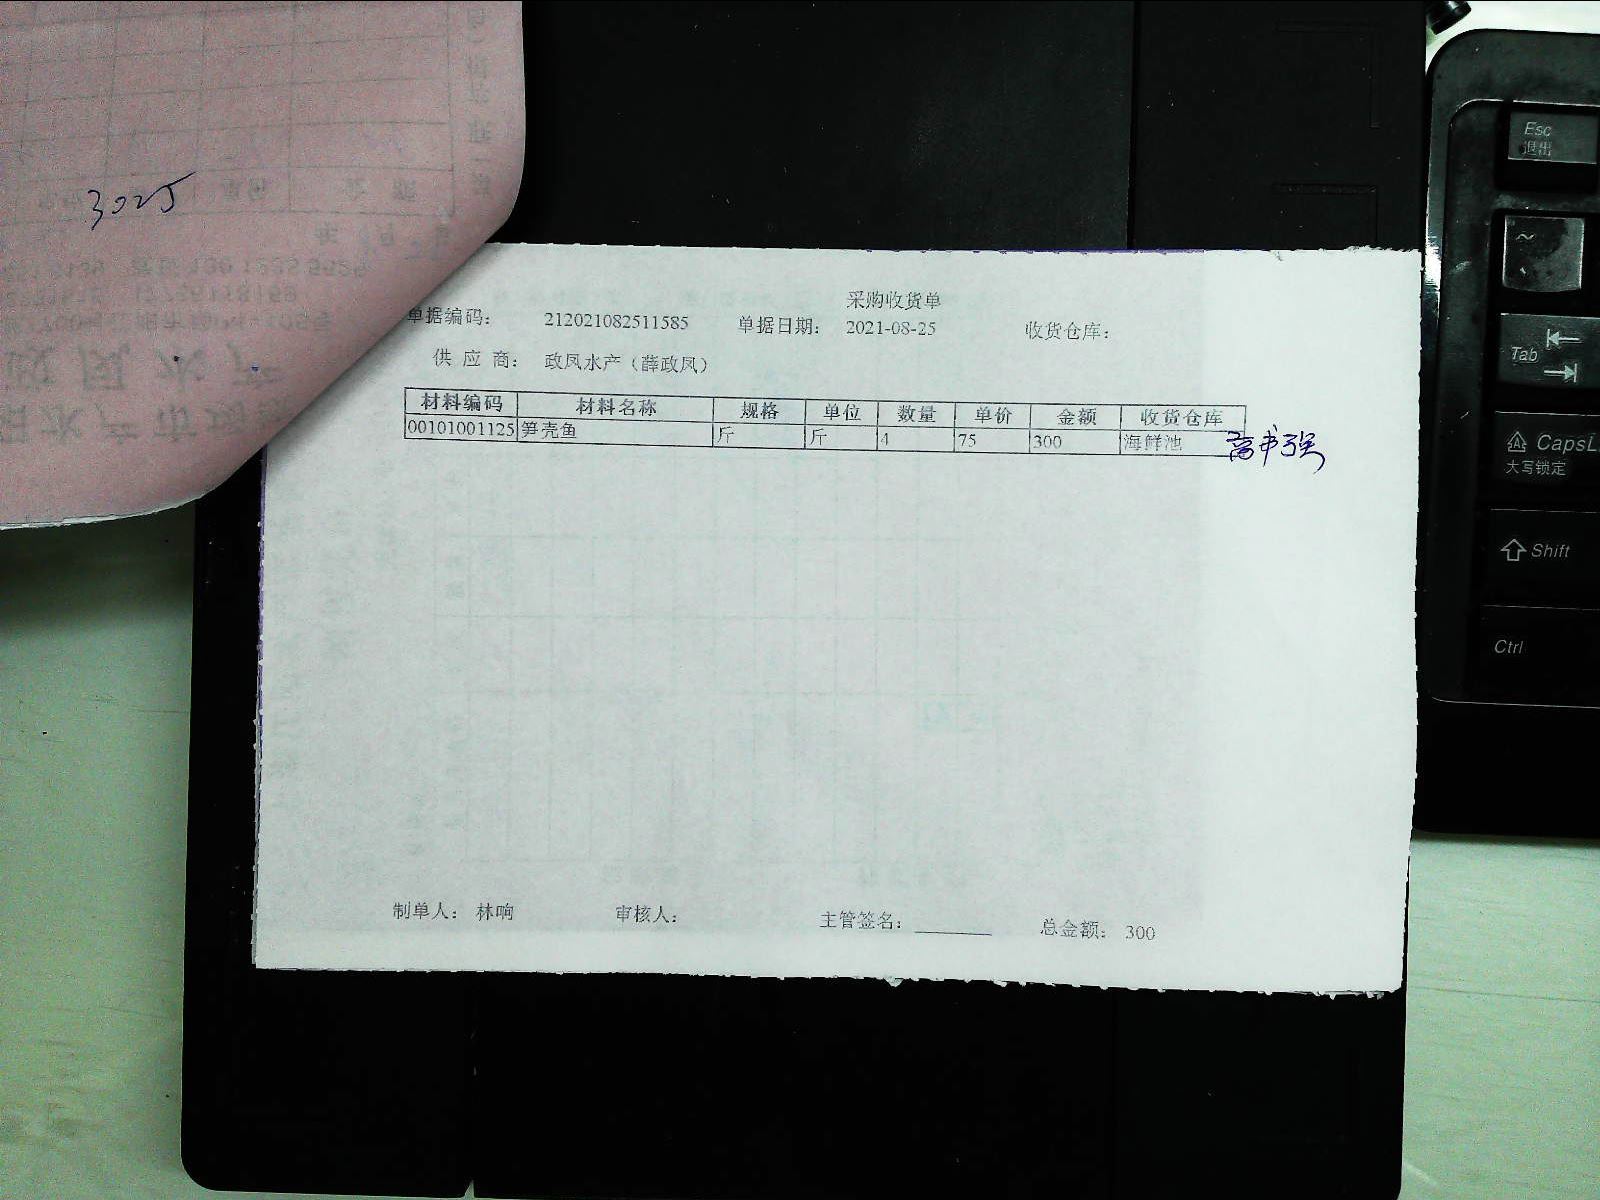 3025
采购收货单
单据编码： 212021082511585 单据日期： 2021-08-25 收货仓库：
供 应 商： 政凤水产（薛政凤）
材料编码 材料名称 规格 单位 数量 单价 金额 收货仓库
00101001125 笋壳鱼 斤 斤 4 75 300 海鲜池
制单人： 林响 审核人： 主管签名： 总金额： 300
Esc
退出
~
Tab
CapsL
大写锁定
Shift
Ctrl